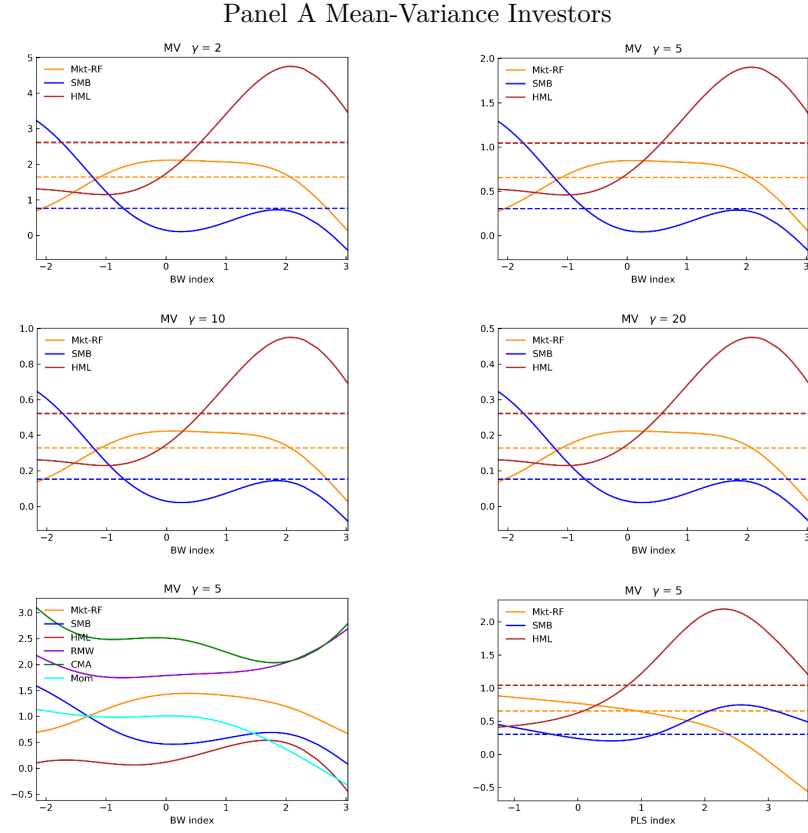 Panel A Mean-Variance Investors
MV γ = 2
Mkt-RF
SMB
HML
5
4
3
2
1
0
−2 −1 0 1 2 3
BW index
MV γ = 5
Mkt-RF
SMB
HML
2.0
1.5
1.0
0.5
0.0
−2 −1 0 1 2 3
BW index
MV γ = 10
Mkt-RF
SMB
HML
1.0
0.8
0.6
0.4
0.2
0.0
−2 −1 0 1 2 3
BW index
MV γ = 20
Mkt-RF
SMB
HML
0.5
0.4
0.3
0.2
0.1
0.0
−2 −1 0 1 2 3
BW index
MV γ = 5
Mkt-RF
SMB
HML
RMW
CMA
Mom
3.0
2.5
2.0
1.5
1.0
0.5
0.0
−0.5
−2 −1 0 1 2 3
BW index
MV γ = 5
Mkt-RF
SMB
HML
2.0
1.5
1.0
0.5
0.0
−0.5
−1 0 1 2 3
PLS index